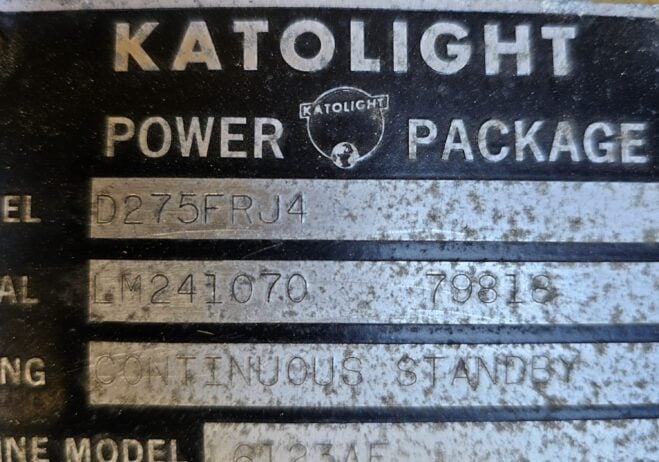 KATOLIGHT
POWER KATOLIGHT PACKAGE
EL D275FRJ4
AL LM241070 79818
NG CONTINUOUS STANDBY
INE MODEL